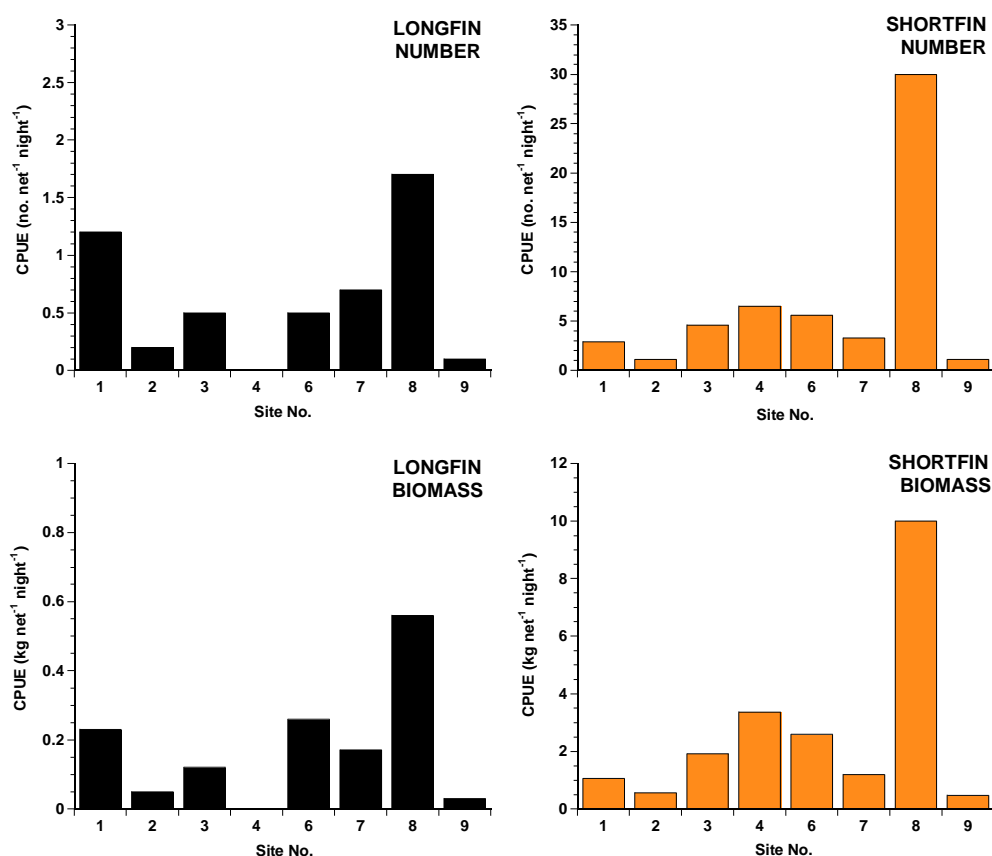 LONGFIN
NUMBER
3
2.5
2
1.5
1
0.5
0
CPUE (no. net⁻¹ night⁻¹)
1 2 3 4 6 7 8 9
Site No.
SHORTFIN
NUMBER
35
30
25
20
15
10
5
0
CPUE (no. net⁻¹ night⁻¹)
1 2 3 4 6 7 8 9
Site No.
LONGFIN
BIOMASS
1
0.8
0.6
0.4
0.2
0
CPUE (kg net⁻¹ night⁻¹)
1 2 3 4 6 7 8 9
Site No.
SHORTFIN
BIOMASS
12
10
8
6
4
2
0
CPUE (kg net⁻¹ night⁻¹)
1 2 3 4 6 7 8 9
Site No.